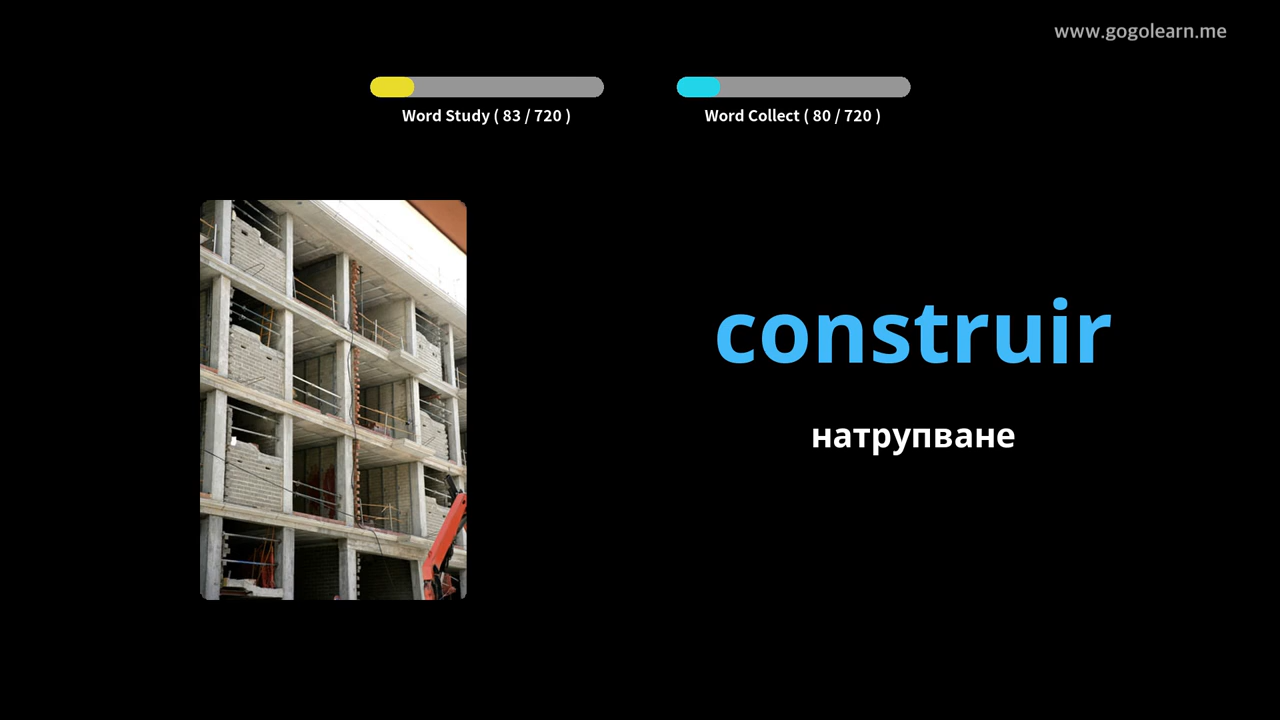 www.gogolearn.me
Word Study ( 83 / 720 )
Word Collect ( 80 / 720 )
construir
натрупване